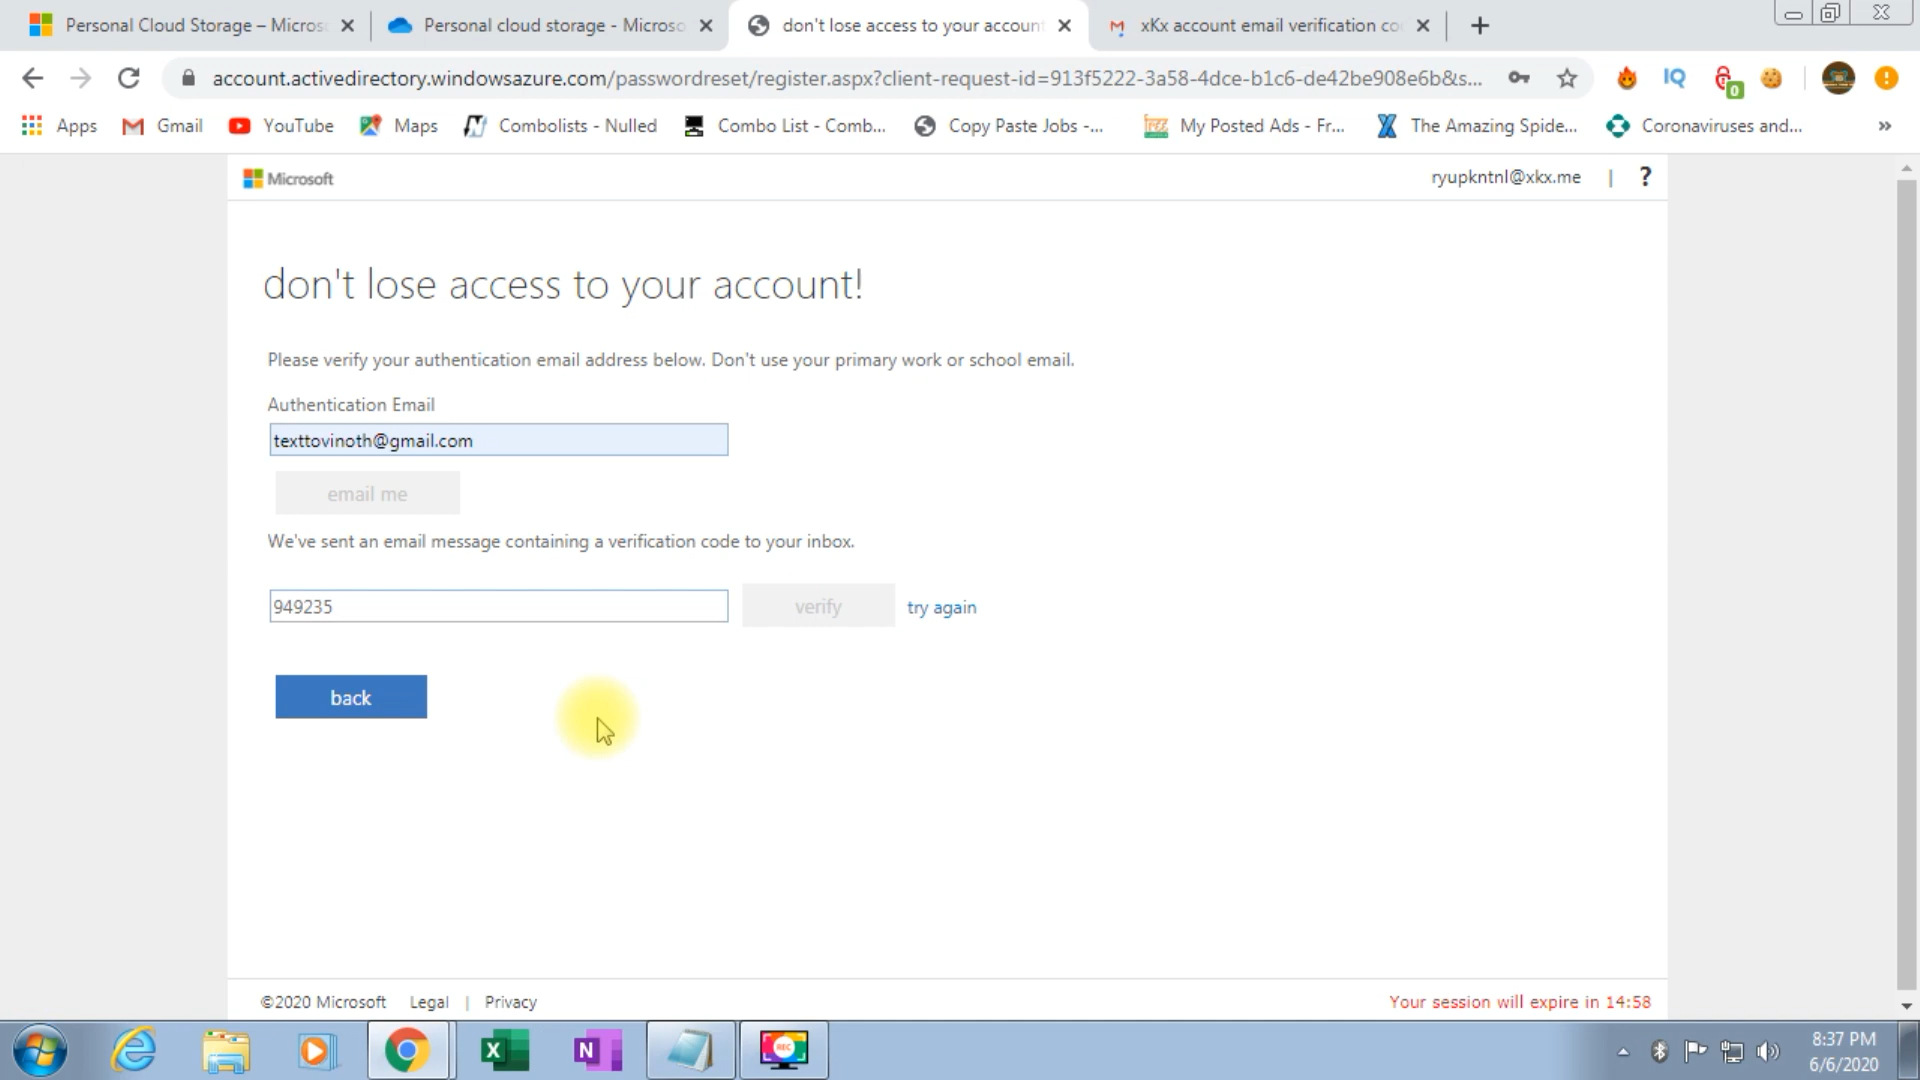 Personal Cloud Storage – Micros
Personal cloud storage - Microso
don't lose access to your account
xKx account email verification co
account.activedirectory.windowsazure.com/passwordreset/register.aspx?client-request-id=913f5222-3a58-4dce-b1c6-de42be908e6b&s...
IQ
0
Apps
Gmail
YouTube
Maps
Combolists - Nulled
Combo List - Comb...
Copy Paste Jobs -...
My Posted Ads - Fr...
The Amazing Spide...
Coronaviruses and...
»
Microsoft
ryupkntnl@xkx.me | ?
don't lose access to your account!
Please verify your authentication email address below. Don't use your primary work or school email.
Authentication Email
texttovinoth@gmail.com
email me
We've sent an email message containing a verification code to your inbox.
949235
verify
try again
back
©2020 Microsoft Legal | Privacy
Your session will expire in 14:58
REC
8:37 PM
6/6/2020